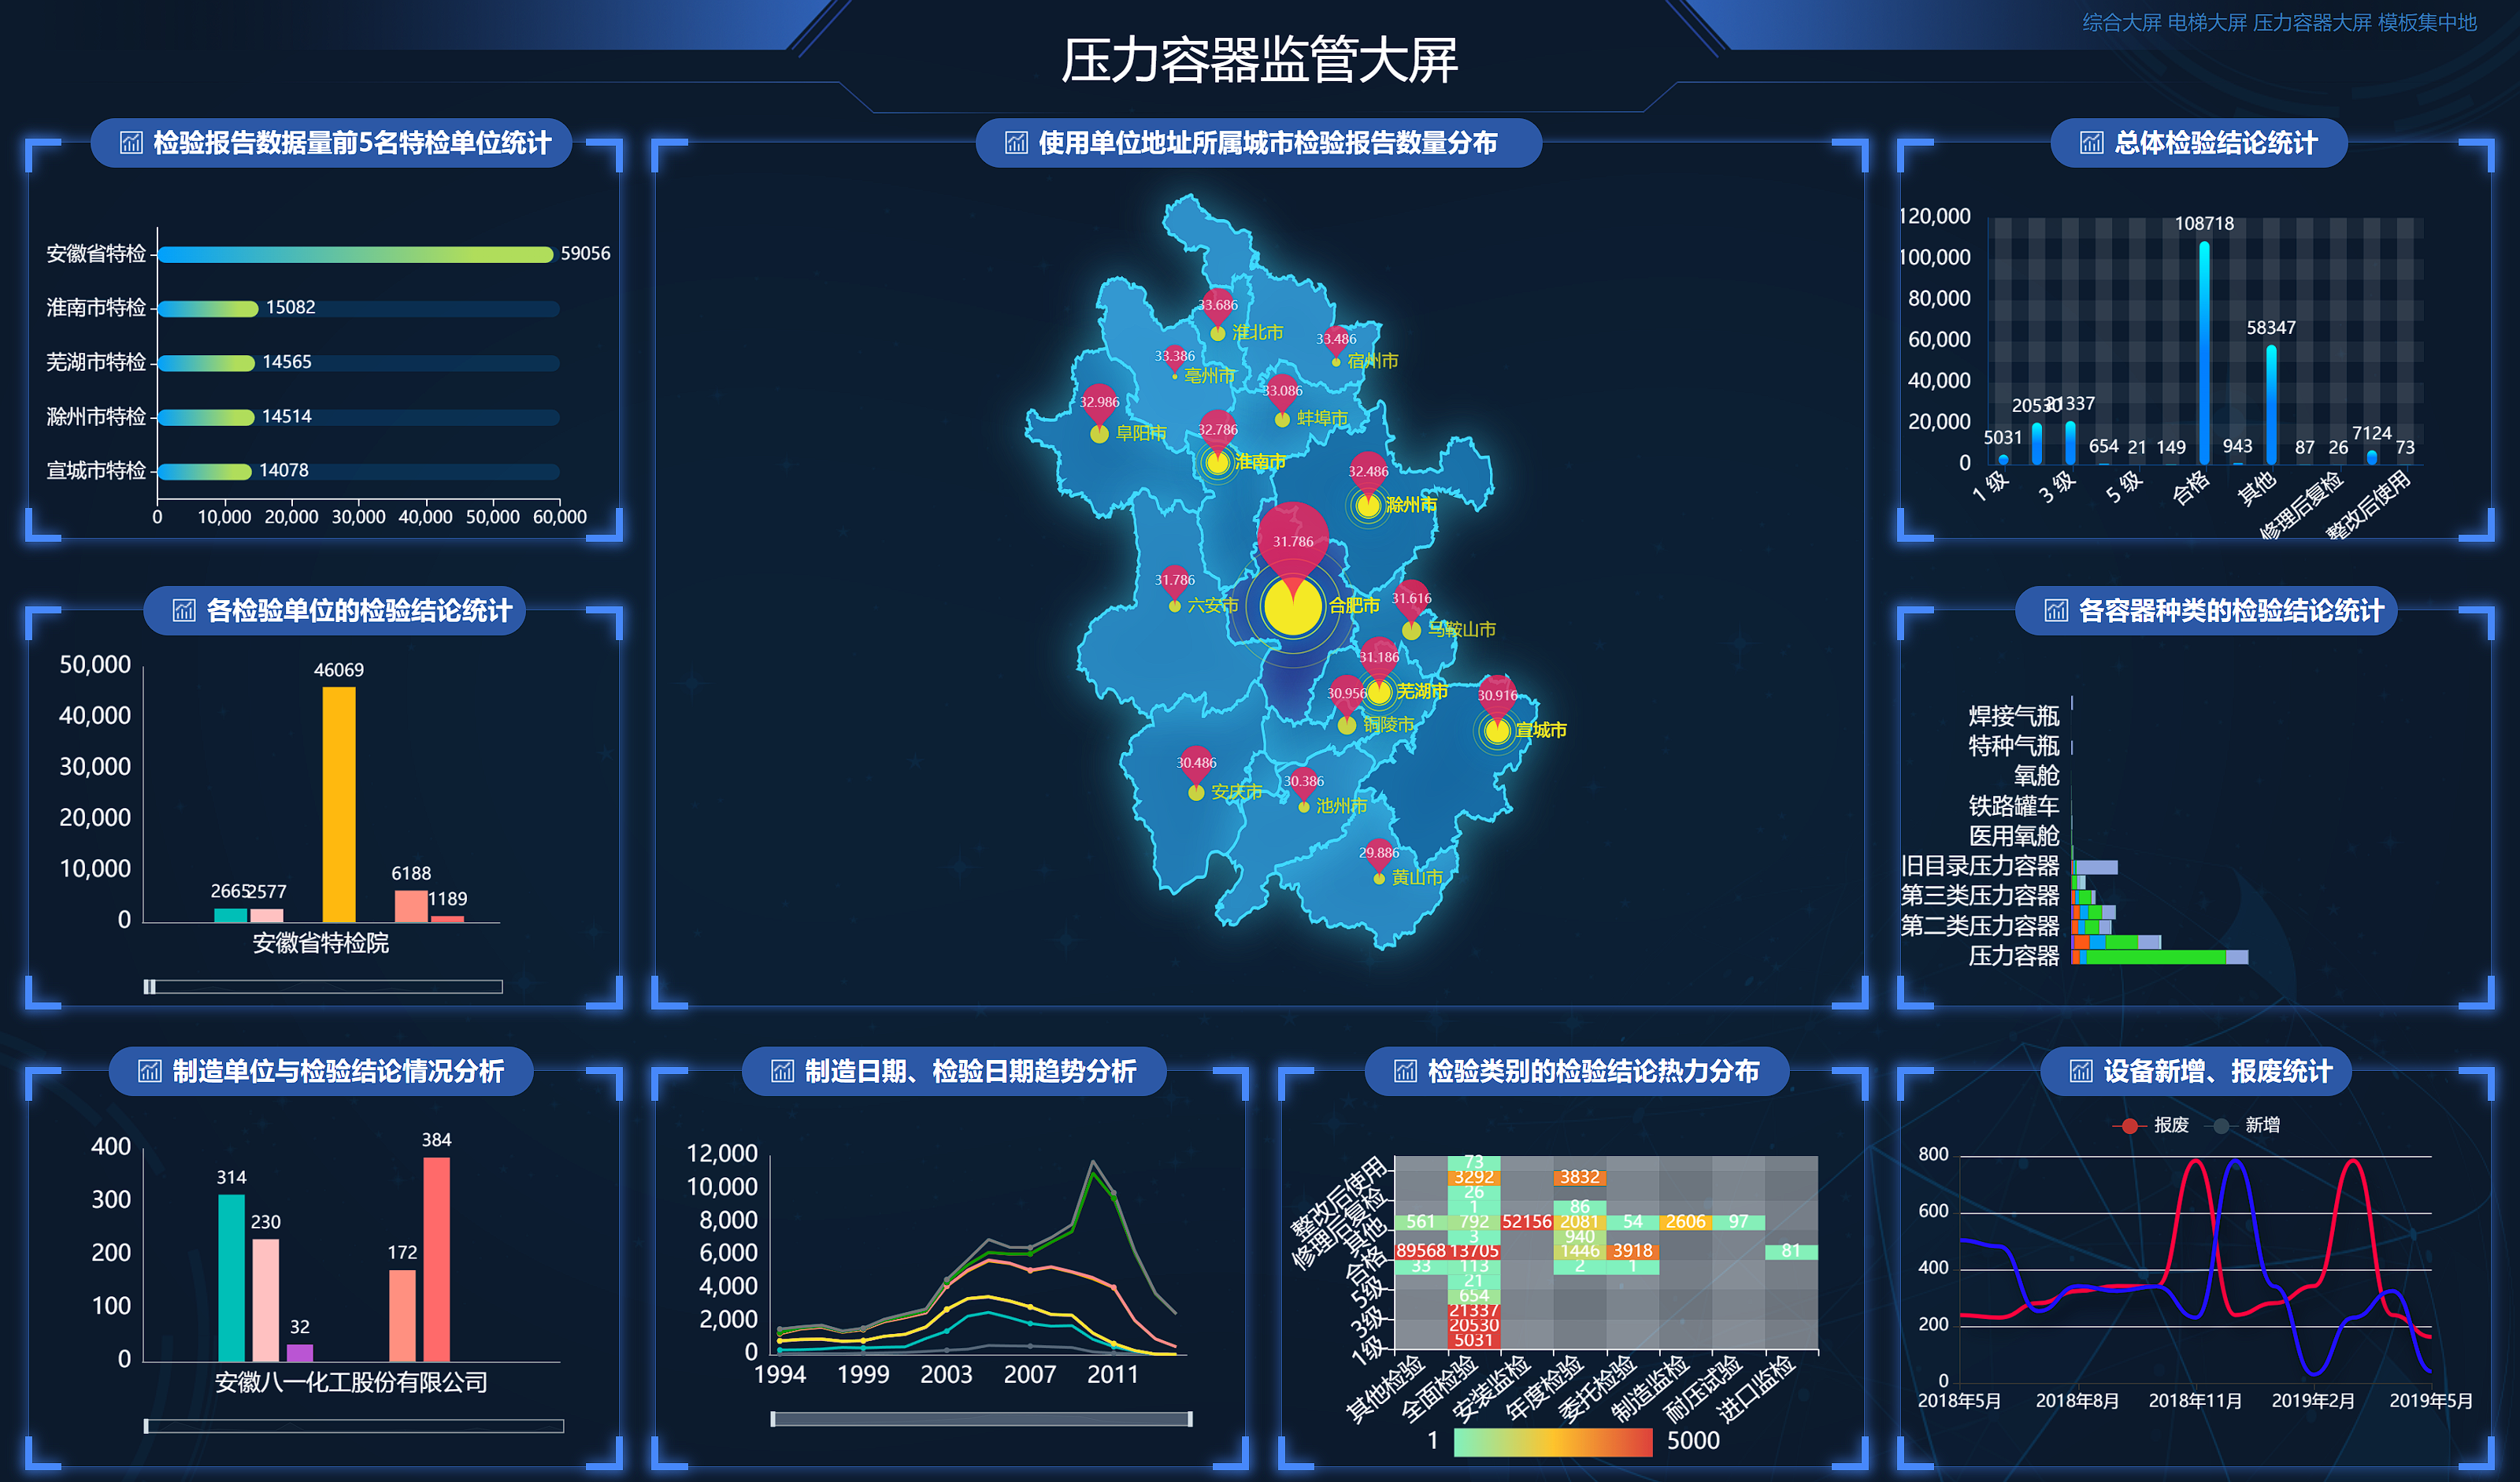 综合大屏 电梯大屏 压力容器大屏 模板集中地
压力容器监管大屏
检验报告数据量前5名特检单位统计
安徽省特检 59056
淮南市特检 15082
芜湖市特检 14565
滁州市特检 14514
宣城市特检 14078
0 10,000 20,000 30,000 40,000 50,000 60,000
各检验单位的检验结论统计
50,000
40,000
30,000
20,000
10,000
0
46069
6188
2665 2577 1189
安徽省特检院
使用单位地址所属城市检验报告数量分布
33.686
淮北市
33.486
宿州市
33.386
亳州市
33.086
蚌埠市
32.986
阜阳市
32.786
淮南市
32.486
滁州市
31.786
合肥市
31.786
六安市
31.616
马鞍山市
31.186
芜湖市
30.956
铜陵市
30.916
宣城市
30.486
安庆市
30.386
池州市
29.886
黄山市
总体检验结论统计
120,000
100,000
80,000
60,000
40,000
20,000
0
5031 20530 21337 654 21 149 108718 943 58347 87 26 7124 73
1 级 3 级 5 级 合格 其他 修理后复检 整改后使用
各容器种类的检验结论统计
焊接气瓶
特种气瓶
氧舱
铁路罐车
医用氧舱
旧目录压力容器
第三类压力容器
第二类压力容器
压力容器
制造单位与检验结论情况分析
400
300
200
100
0
314 230 32 172 384
安徽八一化工股份有限公司
制造日期、检验日期趋势分析
12,000
10,000
8,000
6,000
4,000
2,000
0
1994 1999 2003 2007 2011
检验类别的检验结论热力分布
整改后使用
修理后复检
其他
合格
5级
3级
1级
73
3292 3832
26
1 86
561 792 52156 2081 54 2606 97
3 940
89568 13705 1446 3918 81
33 113 2 1
21
654
21337
20530
5031
其他检验 全面检验 安装监检 年度检验 委托检验 制造监检 耐压试验 进口监检
1 5000
设备新增、报废统计
报废 新增
800
600
400
200
0
2018年5月 2018年8月 2018年11月 2019年2月 2019年5月